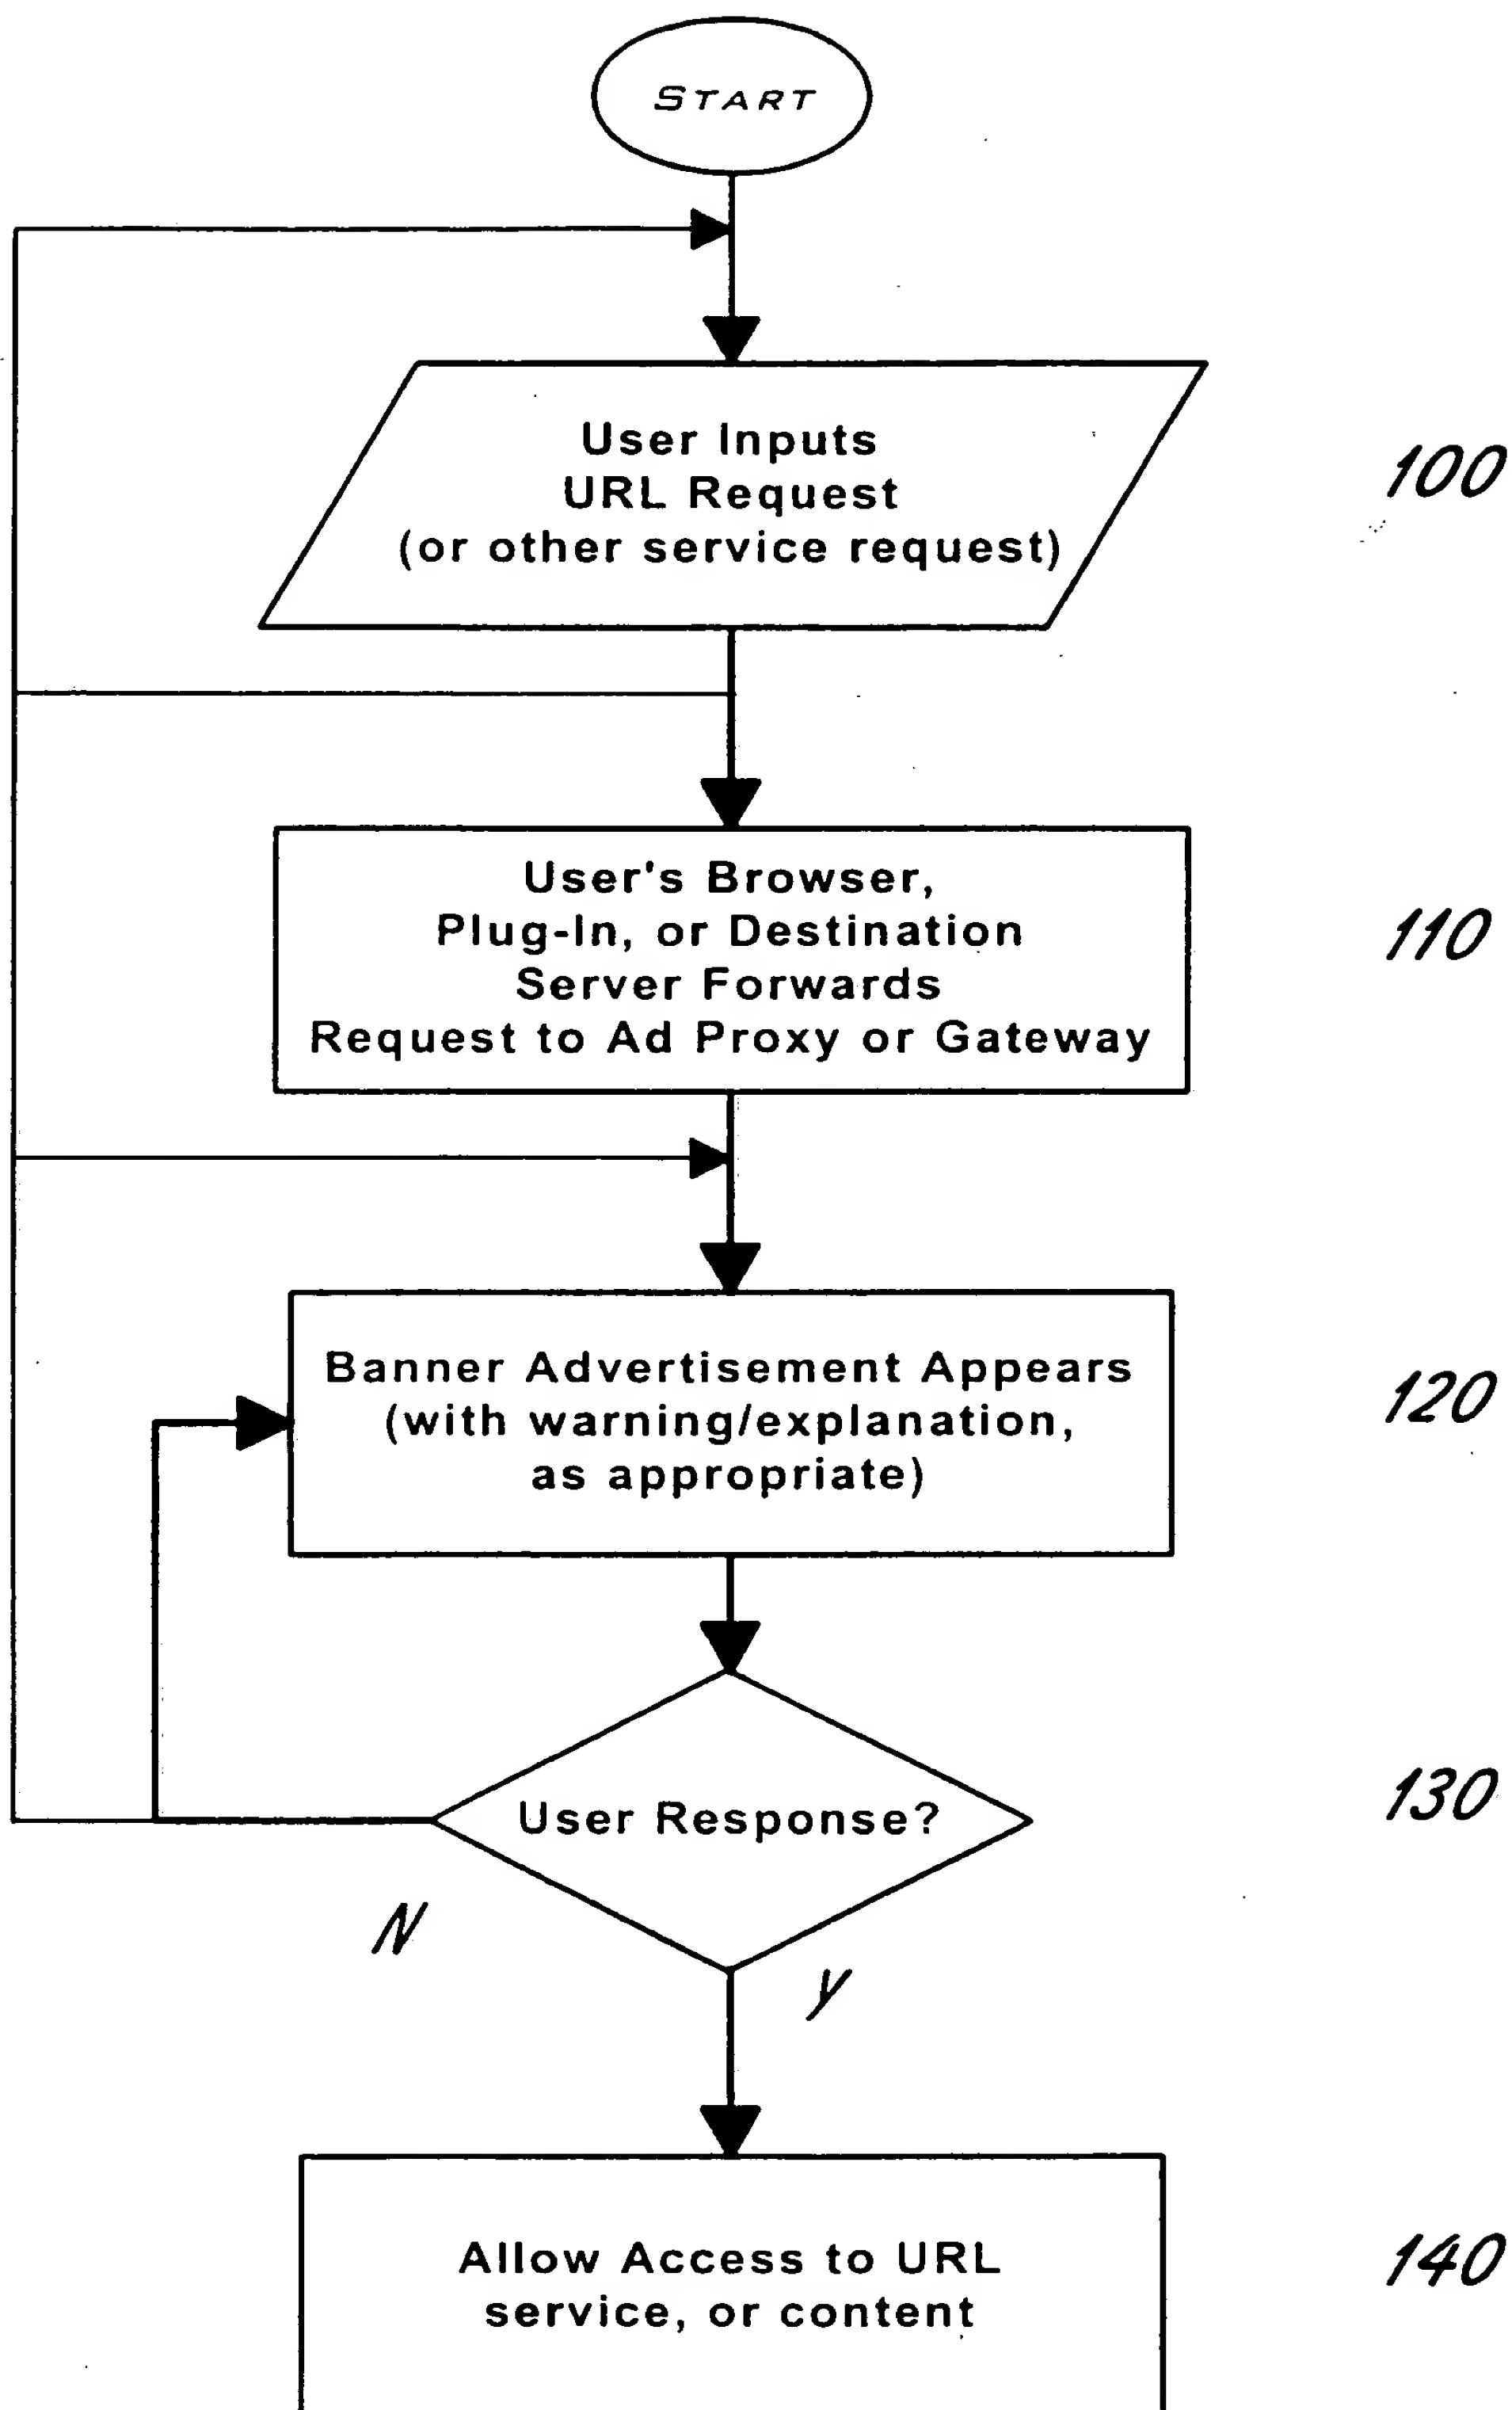 START
User Inputs
URL Request
(or other service request)
100
User's Browser,
Plug-In, or Destination
Server Forwards
Request to Ad Proxy or Gateway
110
Banner Advertisement Appears
(with warning/explanation,
as appropriate)
120
User Response?
130
N
Y
Allow Access to URL
service, or content
140